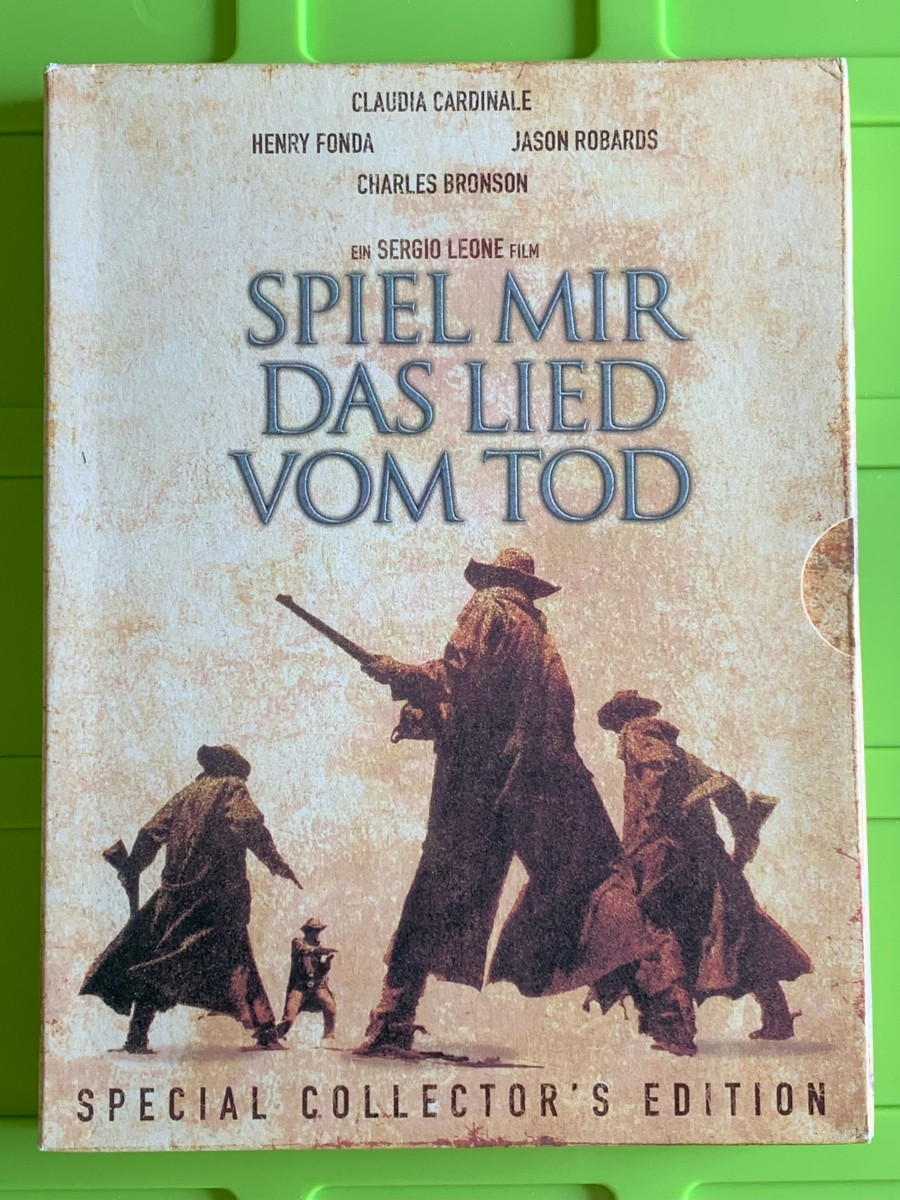 CLAUDIA CARDINALE
HENRY FONDA JASON ROBARDS
CHARLES BRONSON
EIN SERGIO LEONE FILM
SPIEL MIR
DAS LIED
VOM TOD
SPECIAL COLLECTOR'S EDITION